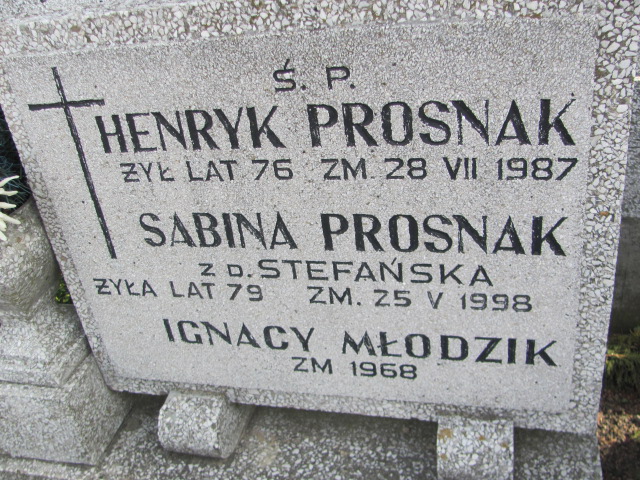 Ś. P.
HENRYK PROSNAK
ŻYŁ LAT 76 ZM. 28 VII 1987
SABINA PROSNAK
Z D. STEFAŃSKA
ŻYŁA LAT 79 ZM. 25 V 1998
IGNACY MŁODZIK
ZM 1968